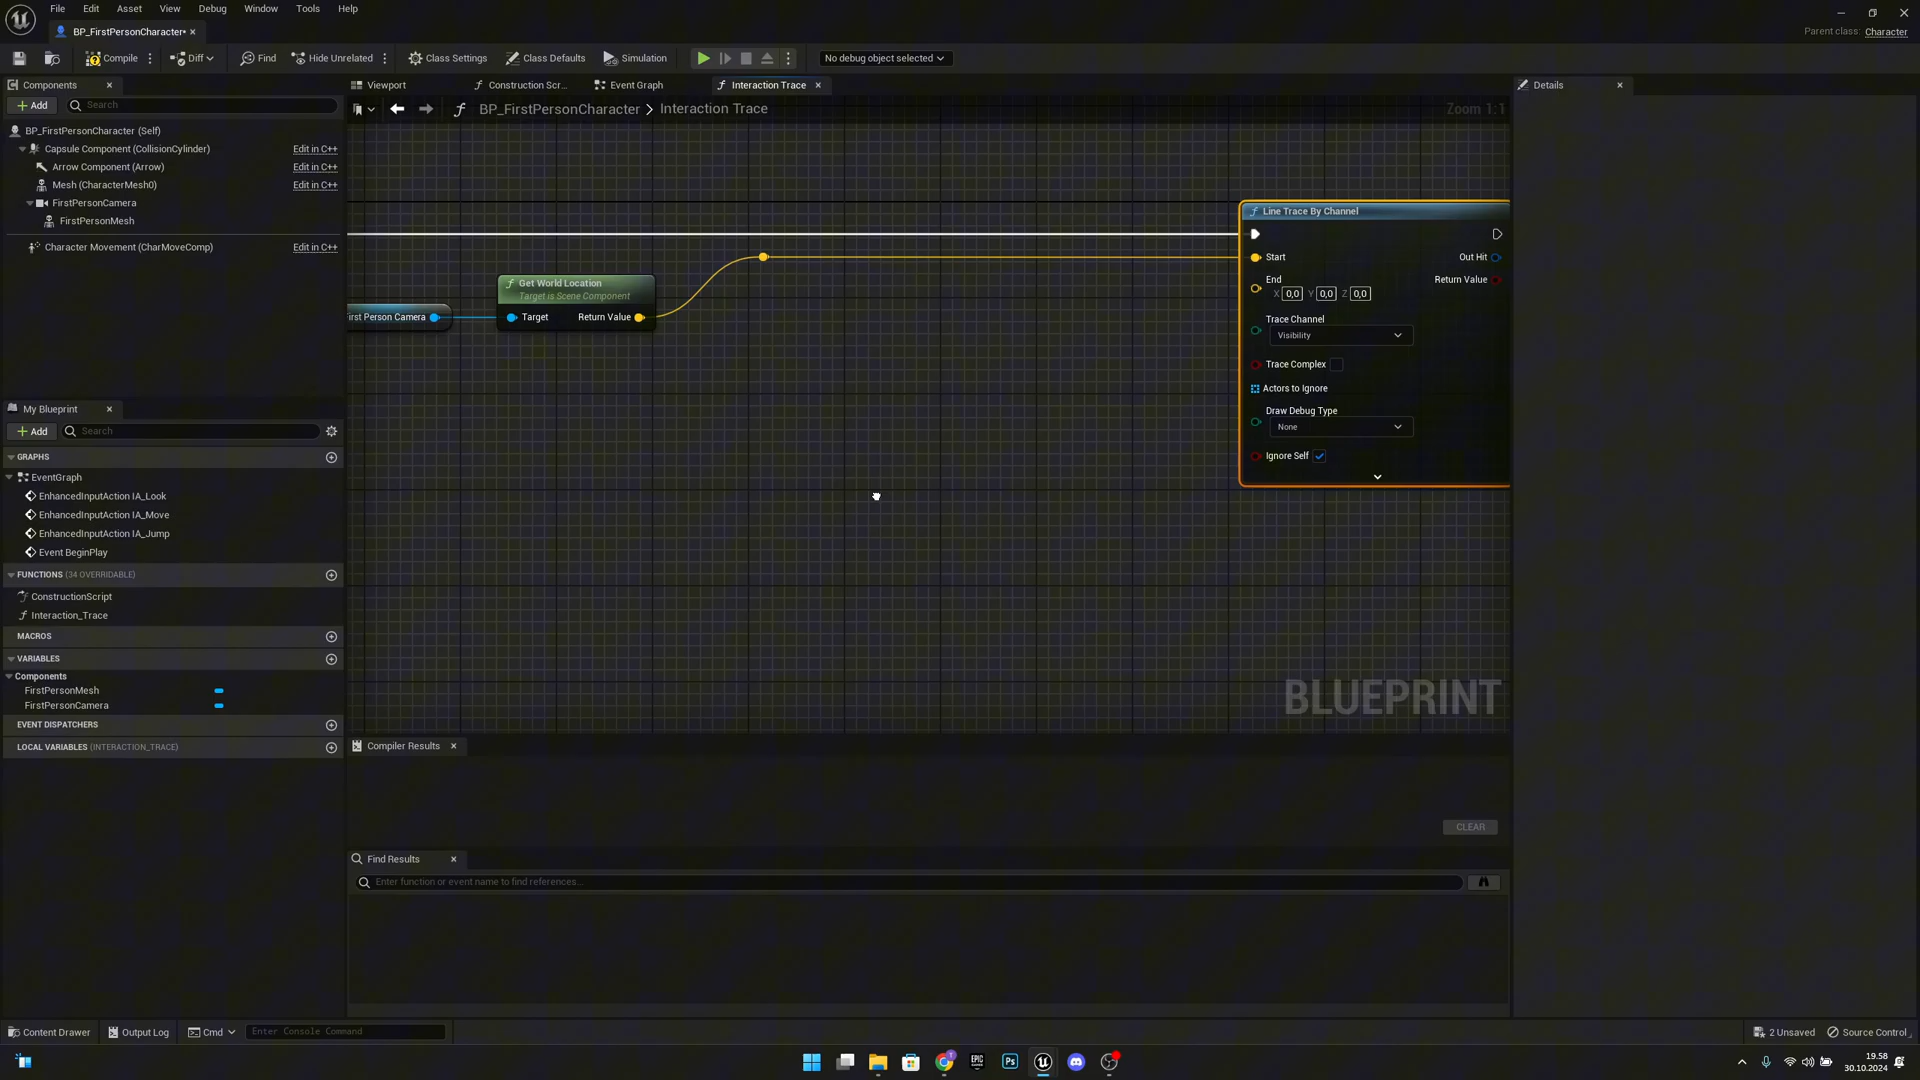 File Edit Asset View Debug Window Tools Help
BP_FirstPersonCharacter*
Parent class: Character
Compile Diff Find Hide Unrelated Class Settings Class Defaults Simulation No debug object selected
Components
Viewport Construction Scr... Event Graph Interaction Trace
Details
Add Search
BP_FirstPersonCharacter > Interaction Trace
Zoom 1:1
BP_FirstPersonCharacter (Self)
Capsule Component (CollisionCylinder) Edit in C++
Arrow Component (Arrow) Edit in C++
Mesh (CharacterMesh0) Edit in C++
FirstPersonCamera
FirstPersonMesh
Character Movement (CharMoveComp) Edit in C++
Get World Location
Target is Scene Component
irst Person Camera Target Return Value
Line Trace By Channel
Start Out Hit
End Return Value
X 0,0 Y 0,0 Z 0,0
Trace Channel
Visibility
Trace Complex
Actors to Ignore
Draw Debug Type
None
Ignore Self
BLUEPRINT
My Blueprint
Add Search
GRAPHS
EventGraph
EnhancedInputAction IA_Look
EnhancedInputAction IA_Move
EnhancedInputAction IA_Jump
Event BeginPlay
FUNCTIONS (34 OVERRIDABLE)
ConstructionScript
Interaction_Trace
MACROS
VARIABLES
Components
FirstPersonMesh
FirstPersonCamera
EVENT DISPATCHERS
LOCAL VARIABLES (INTERACTION_TRACE)
Compiler Results
CLEAR
Find Results
Enter function or event name to find references...
Content Drawer Output Log Cmd Enter Console Command
2 Unsaved Source Control
Ps
EPIC
19.58
30.10.2024